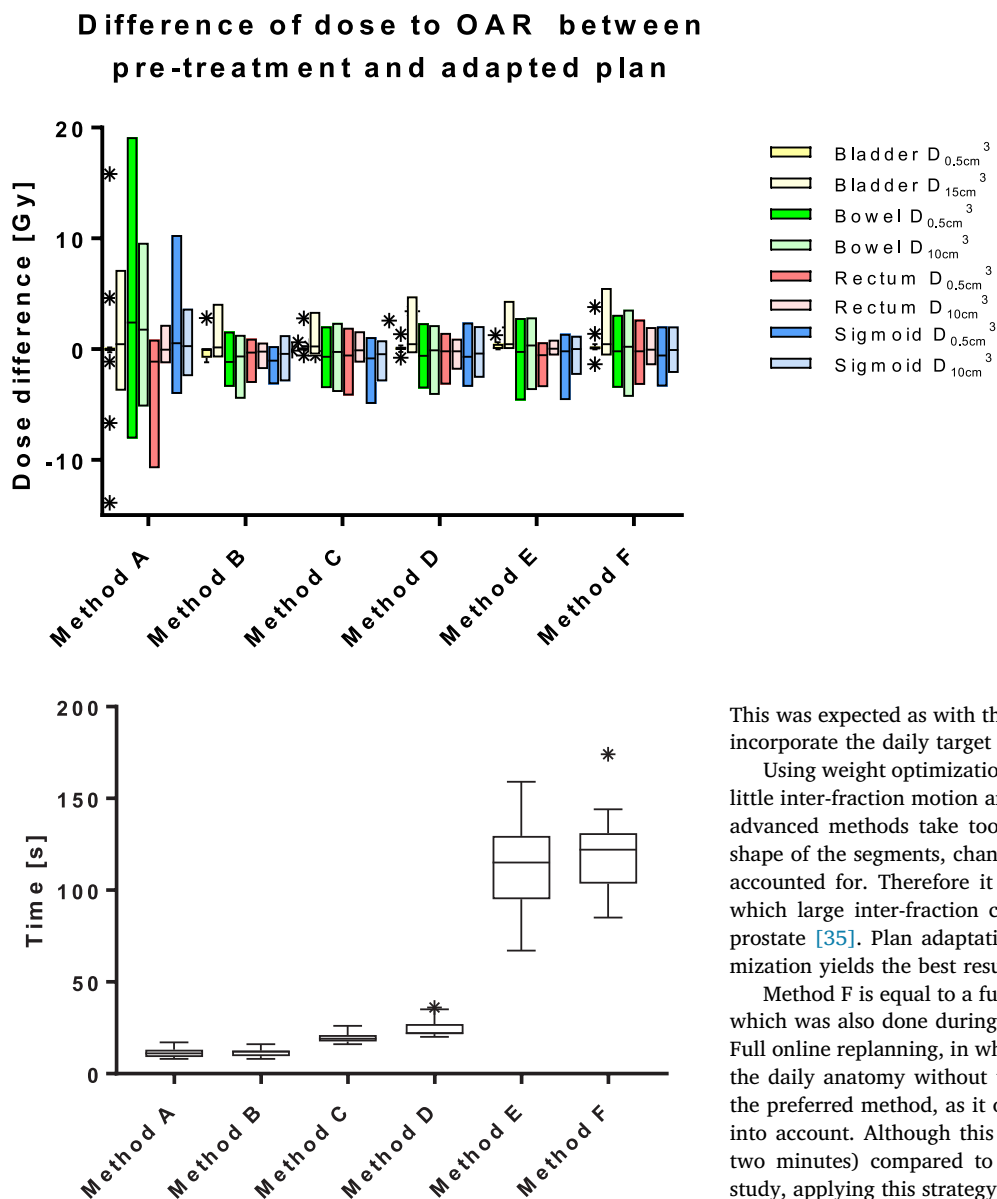 Difference of dose to OAR between
pre-treatment and adapted plan
Dose difference [Gy]
20
10
0
-10
Method A
Method B
Method C
Method D
Method E
Method F
Bladder D0.5cm3
Bladder D15cm3
Bowel D0.5cm3
Bowel D10cm3
Rectum D0.5cm3
Rectum D10cm3
Sigmoid D0.5cm3
Sigmoid D10cm3
Time [s]
200
150
100
50
0
Method A
Method B
Method C
Method D
Method E
Method F
This was expected as with th
incorporate the daily target
Using weight optimizatio
little inter-fraction motion a
advanced methods take too
shape of the segments, chan
accounted for. Therefore it
which large inter-fraction c
prostate [35]. Plan adaptati
mization yields the best resu
Method F is equal to a fu
which was also done during
Full online replanning, in wh
the daily anatomy without
the preferred method, as it c
into account. Although this
two minutes) compared to
study, applying this strategy